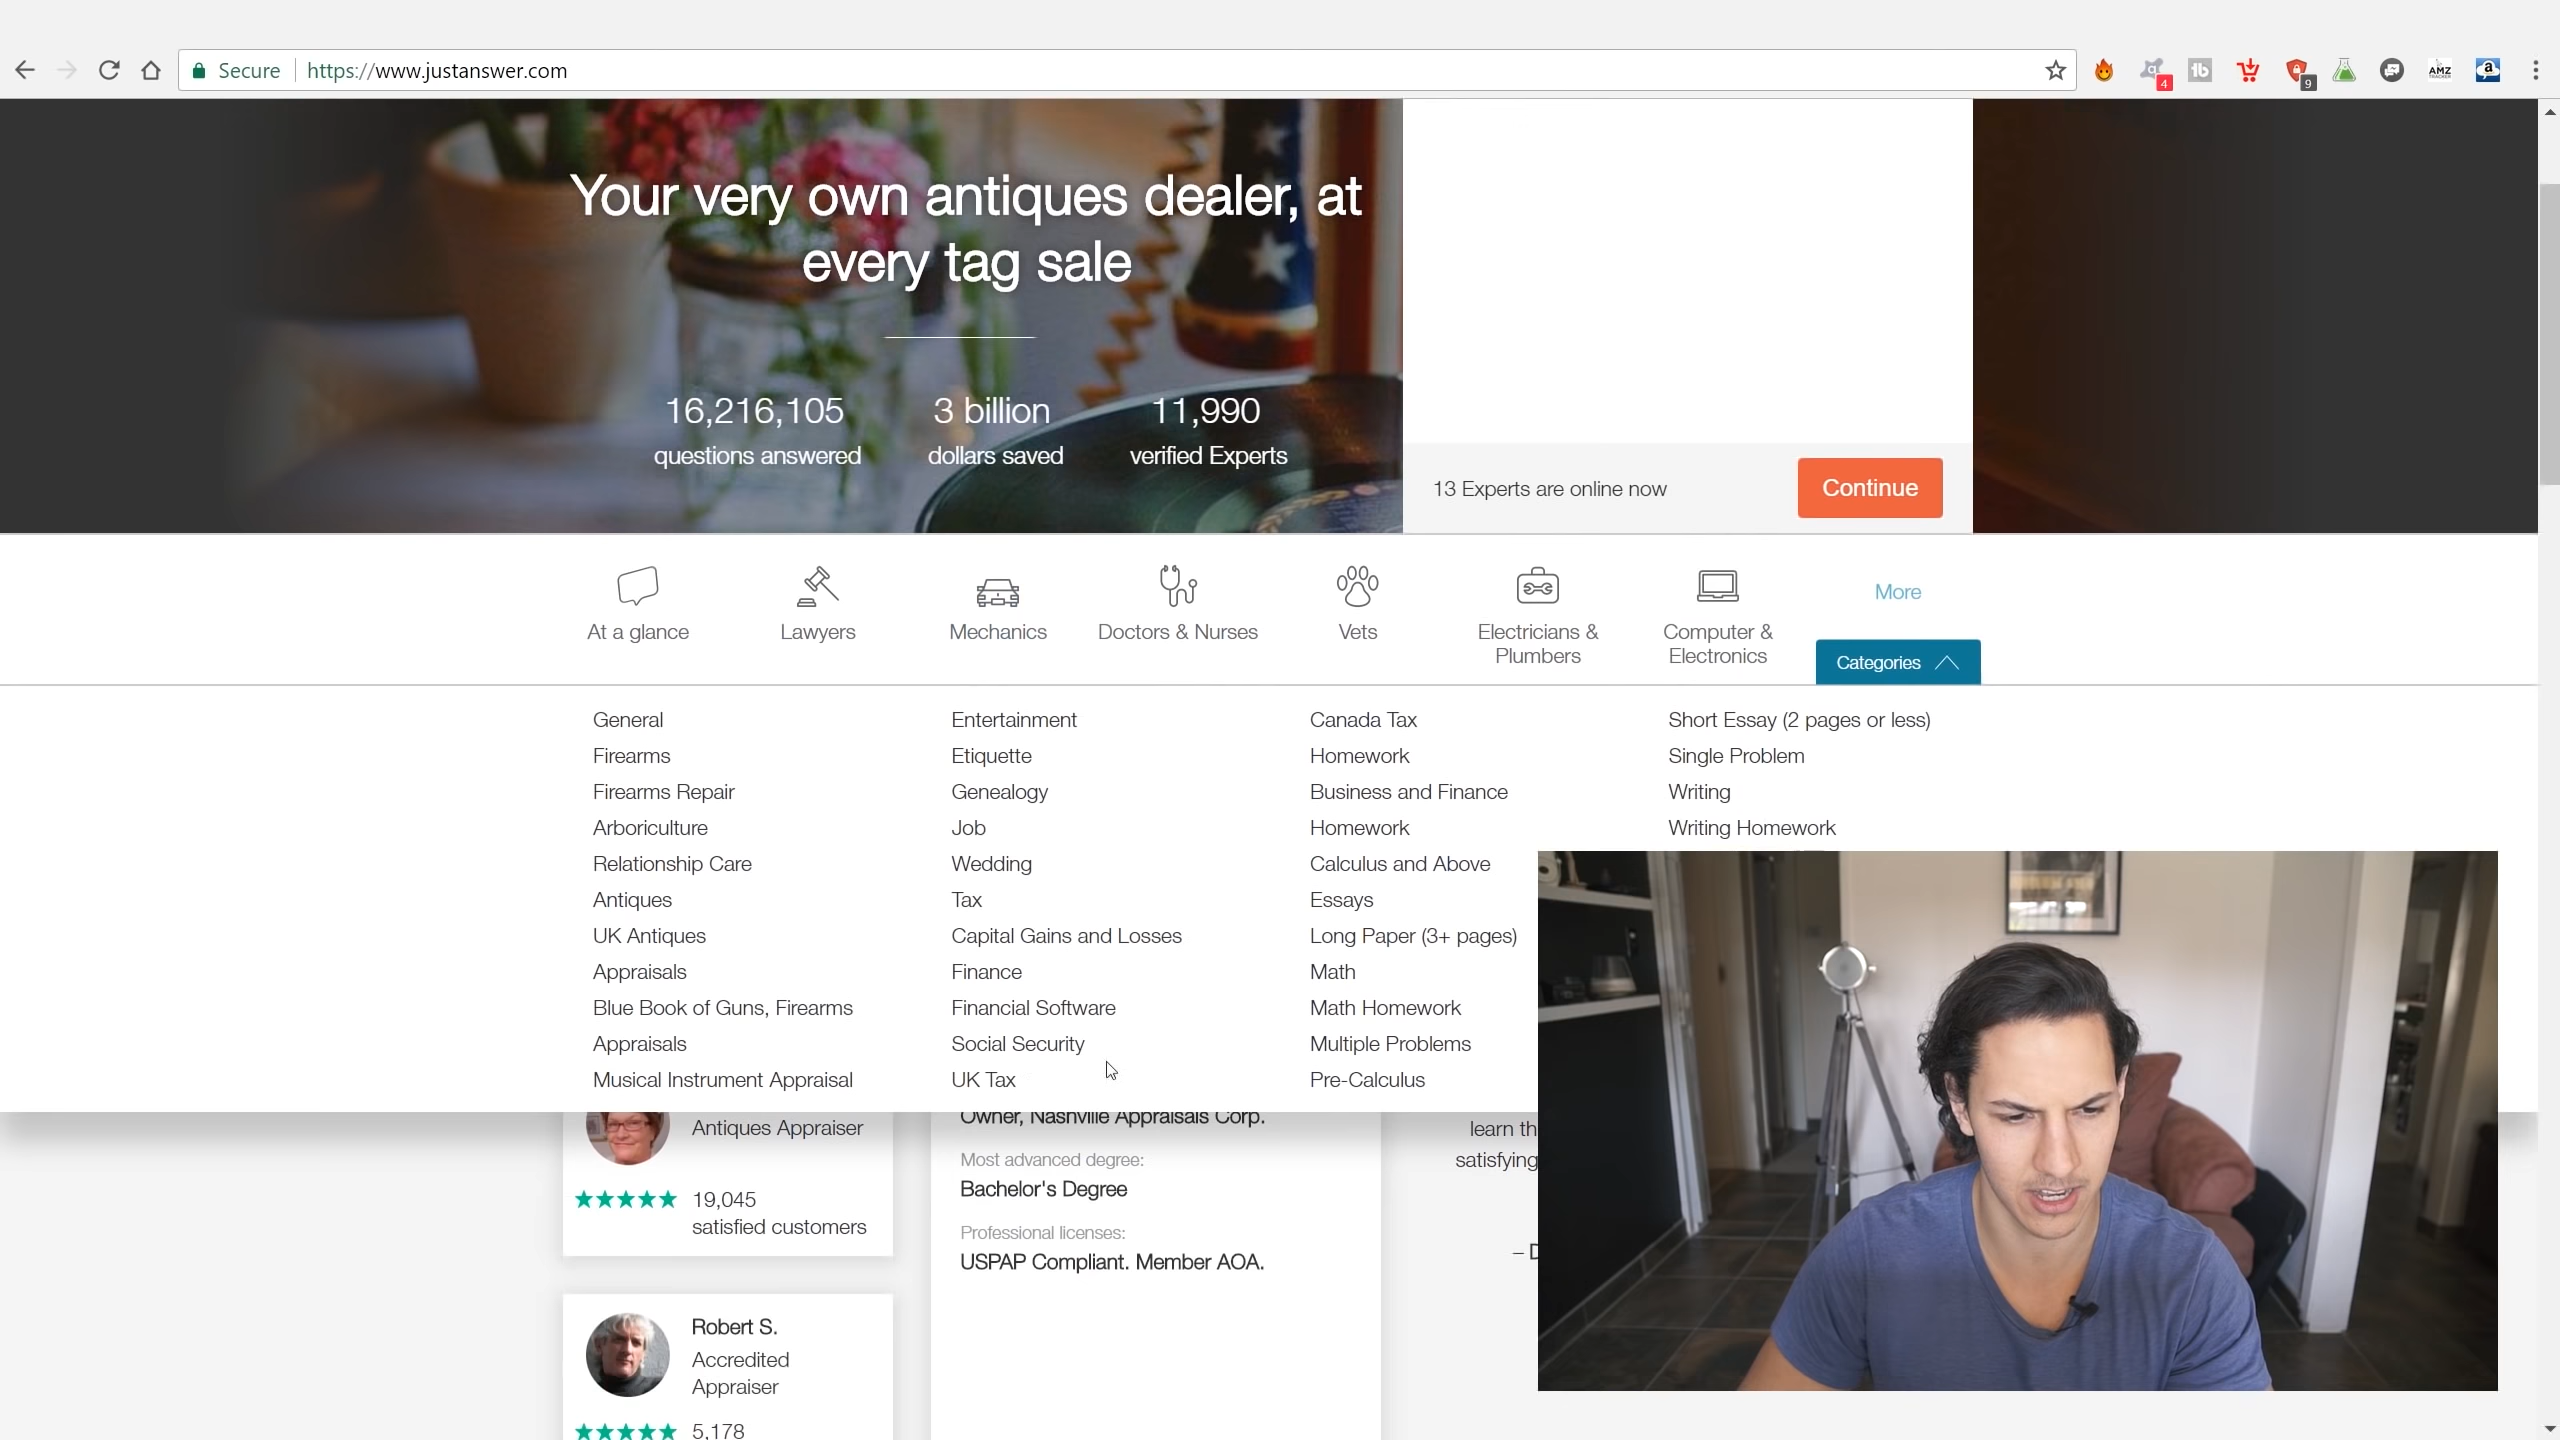 Secure https://www.justanswer.com
4
9
AMZ
Your very own antiques dealer, at
every tag sale
16,216,105
questions answered
3 billion
dollars saved
11,990
verified Experts
13 Experts are online now
Continue
At a glance
Lawyers
Mechanics
Doctors & Nurses
Vets
Electricians &
Plumbers
Computer &
Electronics
More
Categories
General
Firearms
Firearms Repair
Arboriculture
Relationship Care
Antiques
UK Antiques
Appraisals
Blue Book of Guns, Firearms
Appraisals
Musical Instrument Appraisal
Entertainment
Etiquette
Genealogy
Job
Wedding
Tax
Capital Gains and Losses
Finance
Financial Software
Social Security
UK Tax
Canada Tax
Homework
Business and Finance
Homework
Calculus and Above
Essays
Long Paper (3+ pages)
Math
Math Homework
Multiple Problems
Pre-Calculus
Short Essay (2 pages or less)
Single Problem
Writing
Writing Homework
Antiques Appraiser
19,045
satisfied customers
Robert S.
Accredited
Appraiser
5,178
Owner, Nashville Appraisals Corp.
Most advanced degree:
Bachelor's Degree
Professional licenses:
USPAP Compliant. Member AOA.
learn th
satisfying